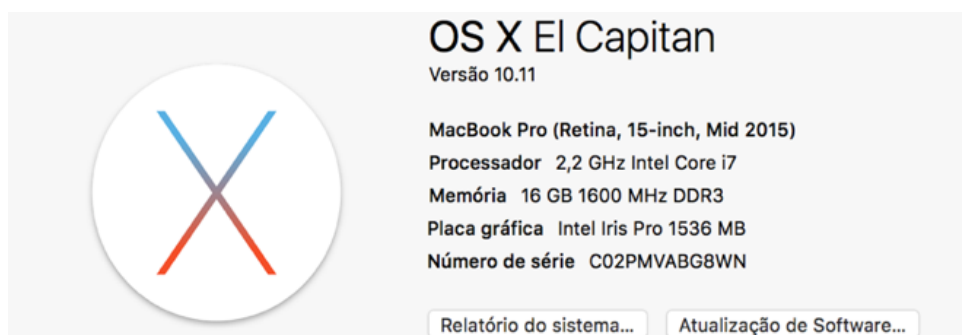 OS X El Capitan
Versão 10.11
MacBook Pro (Retina, 15-inch, Mid 2015)
Processador 2,2 GHz Intel Core i7
Memória 16 GB 1600 MHz DDR3
Placa gráfica Intel Iris Pro 1536 MB
Número de série C02PMVABG8WN
Relatório do sistema... Atualização de Software...